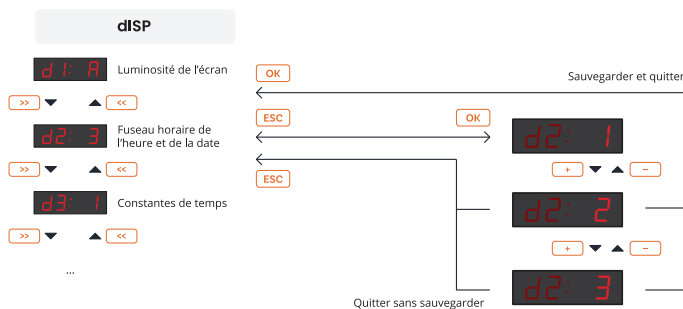 dISP
d1: A
Luminosité de l'écran
OK
Sauvegarder et quitter
>>
<<
ESC
OK
d2: 3
Fuseau horaire de
l'heure et de la date
d2: 1
>>
<<
ESC
+
−
d3: 1
Constantes de temps
d2: 2
>>
<<
+
−
...
d2: 3
Quitter sans sauvegarder